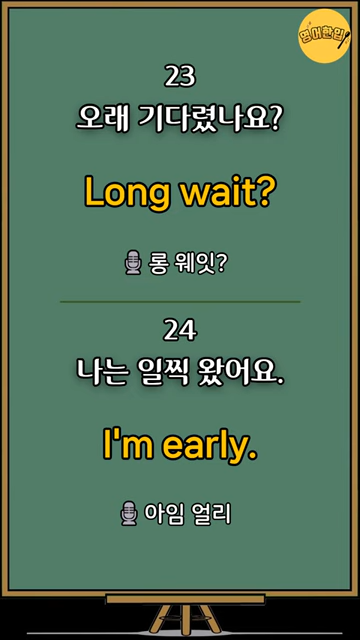 영어한입
23
오래 기다렸나요?
Long wait?
롱 웨잇?
24
나는 일찍 왔어요.
I'm early.
아임 얼리